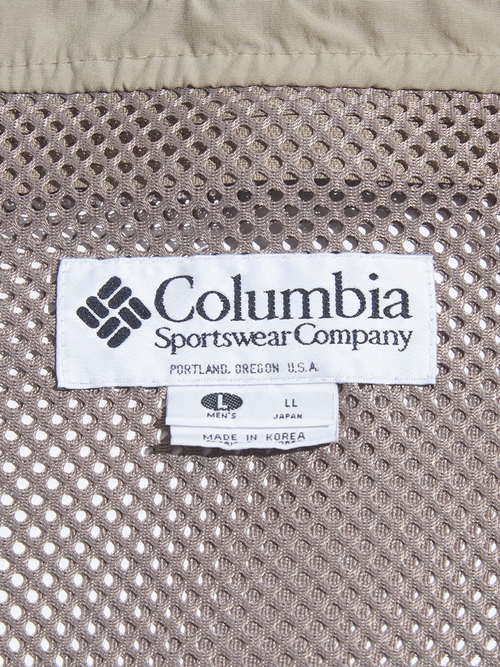 Columbia
Sportswear Company
PORTLAND, OREGON U.S.A.
L LL
MEN'S JAPAN
MADE IN KOREA